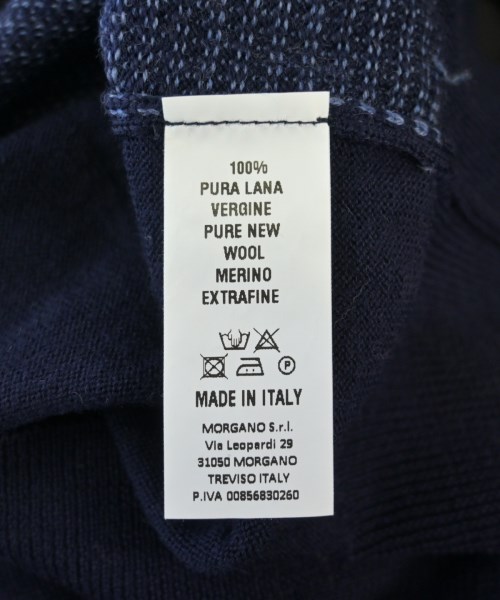 100%
PURA LANA
VERGINE
PURE NEW
WOOL
MERINO
EXTRAFINE
P
MADE IN ITALY
MORGANO S.r.l.
Via Leopardi 29
31050 MORGANO
TREVISO ITALY
P.IVA 00856830260